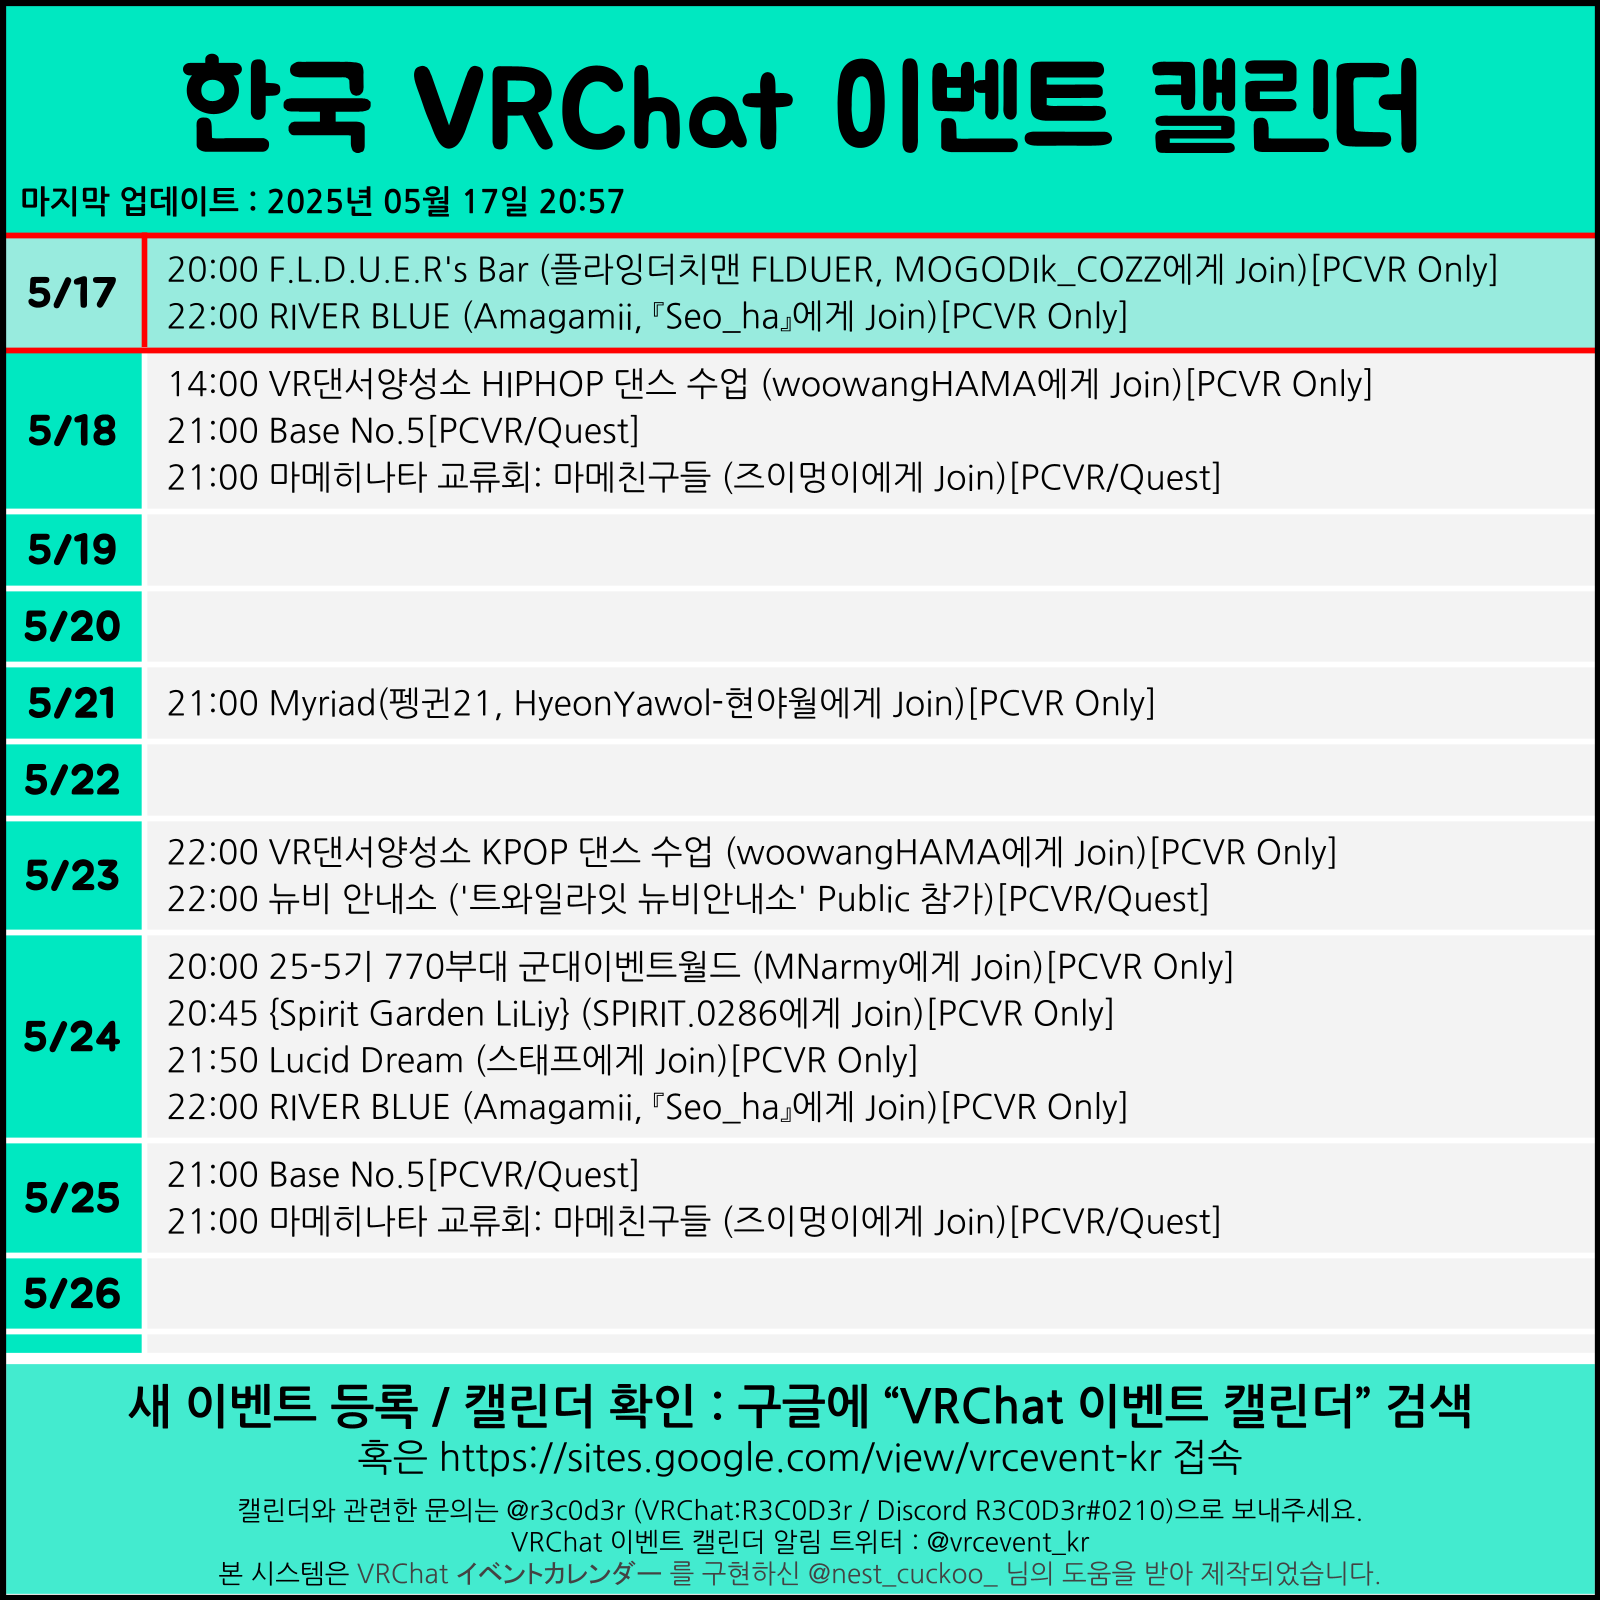 한국 VRChat 이벤트 캘린더
마지막 업데이트 : 2025년 05월 17일 20:57
5/17
20:00 F.L.D.U.E.R's Bar (플라잉더치맨 FLDUER, MOGODIk_COZZ에게 Join)[PCVR Only]
22:00 RIVER BLUE (Amagamii, 『Seo_ha』에게 Join)[PCVR Only]
5/18
14:00 VR댄서양성소 HIPHOP 댄스 수업 (woowangHAMA에게 Join)[PCVR Only]
21:00 Base No.5[PCVR/Quest]
21:00 마메히나타 교류회: 마메친구들 (즈이멍이에게 Join)[PCVR/Quest]
5/19
5/20
5/21
21:00 Myriad(펭귄21, HyeonYawol-현야월에게 Join)[PCVR Only]
5/22
5/23
22:00 VR댄서양성소 KPOP 댄스 수업 (woowangHAMA에게 Join)[PCVR Only]
22:00 뉴비 안내소 ('트와일라잇 뉴비안내소' Public 참가)[PCVR/Quest]
5/24
20:00 25-5기 770부대 군대이벤트월드 (MNarmy에게 Join)[PCVR Only]
20:45 {Spirit Garden LiLiy} (SPIRIT.0286에게 Join)[PCVR Only]
21:50 Lucid Dream (스태프에게 Join)[PCVR Only]
22:00 RIVER BLUE (Amagamii, 『Seo_ha』에게 Join)[PCVR Only]
5/25
21:00 Base No.5[PCVR/Quest]
21:00 마메히나타 교류회: 마메친구들 (즈이멍이에게 Join)[PCVR/Quest]
5/26
새 이벤트 등록 / 캘린더 확인 : 구글에 “VRChat 이벤트 캘린더” 검색
혹은 https://sites.google.com/view/vrcevent-kr 접속
캘린더와 관련한 문의는 @r3c0d3r (VRChat:R3C0D3r / Discord R3C0D3r#0210)으로 보내주세요.
VRChat 이벤트 캘린더 알림 트위터 : @vrcevent_kr
본 시스템은 VRChat イベントカレンダー 를 구현하신 @nest_cuckoo_ 님의 도움을 받아 제작되었습니다.